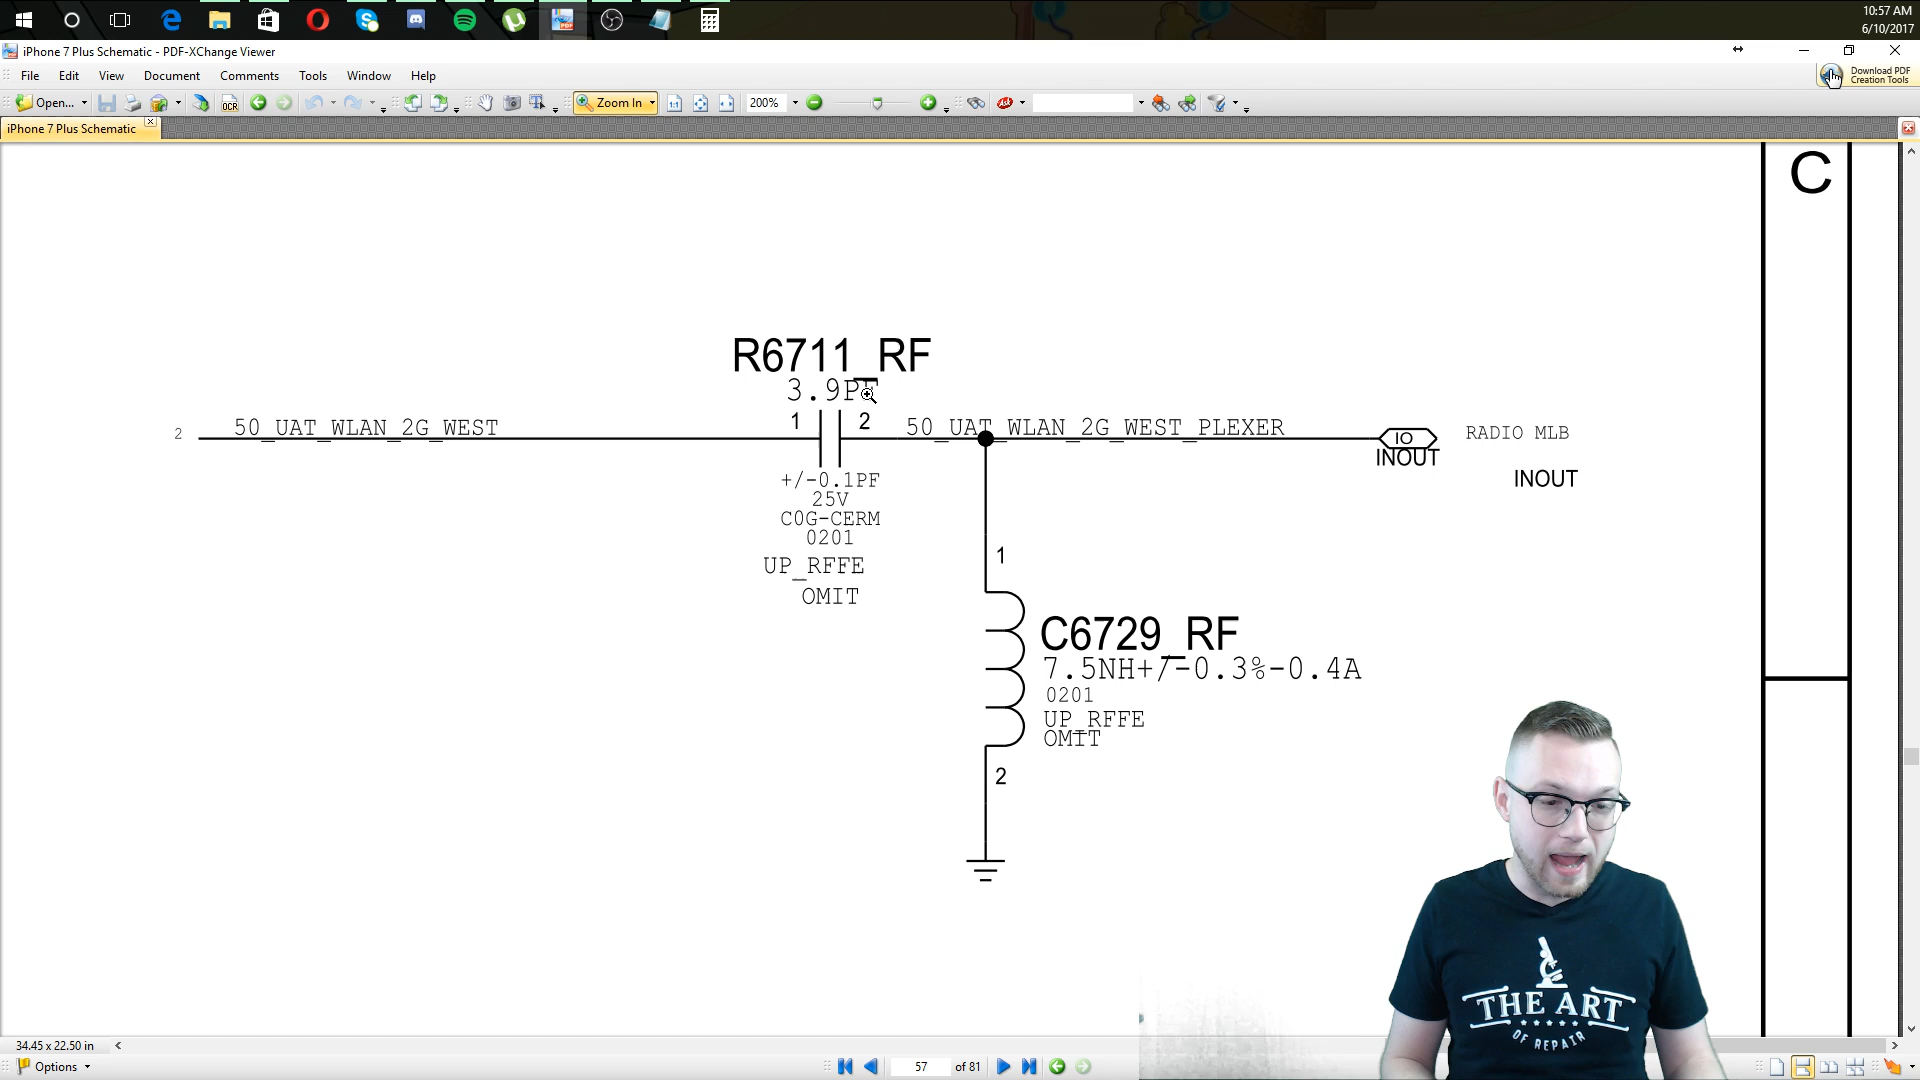 10:57 AM
6/10/2017
iPhone 7 Plus Schematic - PDF-XChange Viewer
File Edit View Document Comments Tools Window Help
Download PDF
Creation Tools
Open... OCR Zoom In 1:1 200%
iPhone 7 Plus Schematic
C
R6711_RF
3.9PF
1 2
2 50_UAT_WLAN_2G_WEST 50_UAT_WLAN_2G_WEST_PLEXER IO RADIO MLB
INOUT
INOUT
+/-0.1PF
25V
C0G-CERM
0201
UP_RFFE
OMIT
1
C6729_RF
7.5NH+/-0.3%-0.4A
0201
UP_RFFE
OMIT
2
THE ART
OF REPAIR
34.45 x 22.50 in
Options 57 of 81